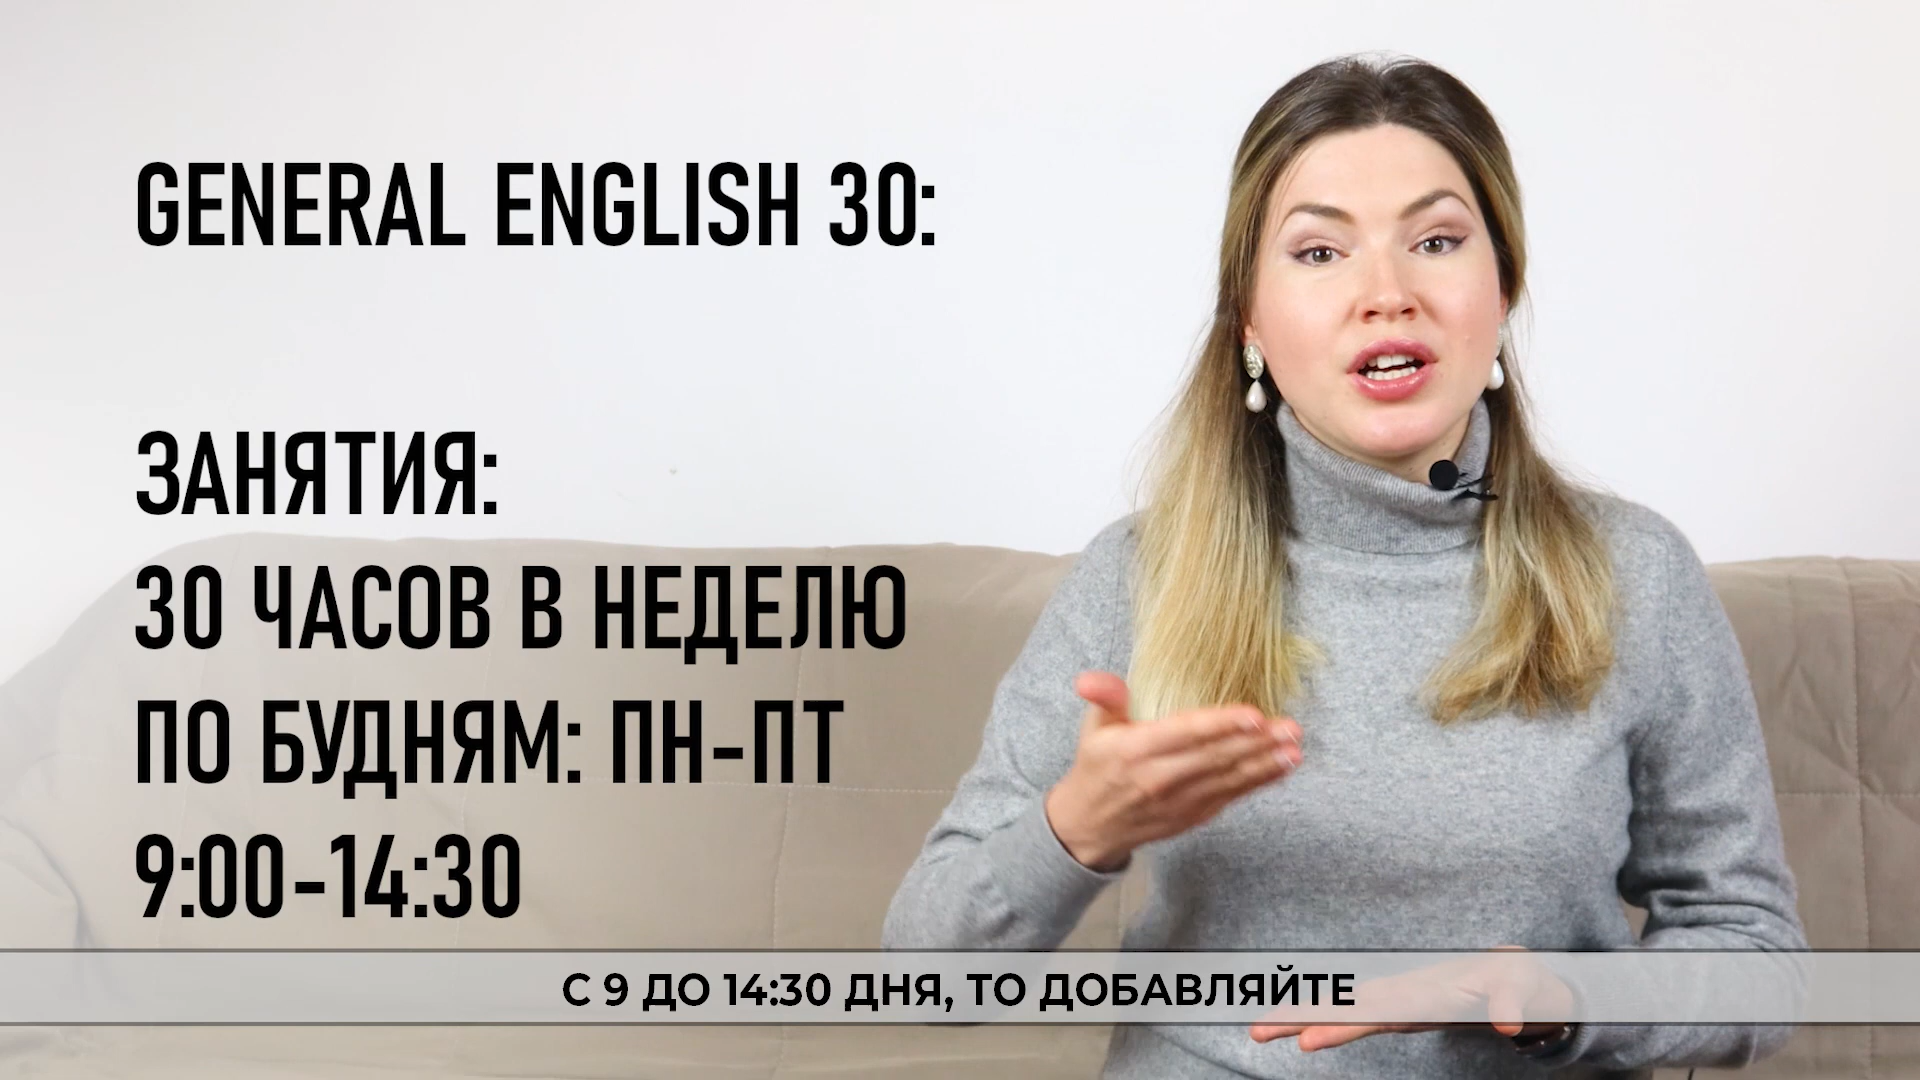 GENERAL ENGLISH 30:
ЗАНЯТИЯ:
30 ЧАСОВ В НЕДЕЛЮ
ПО БУДНЯМ: ПН-ПТ
9:00-14:30
С 9 ДО 14:30 ДНЯ, ТО ДОБАВЛЯЙТЕ